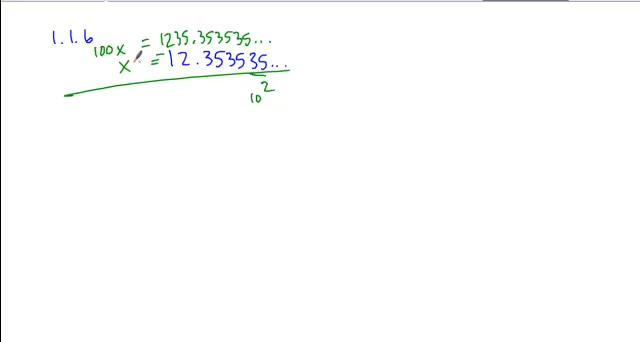 1.1.6
100x = 1235.353535...
x = -12.353535...
10²